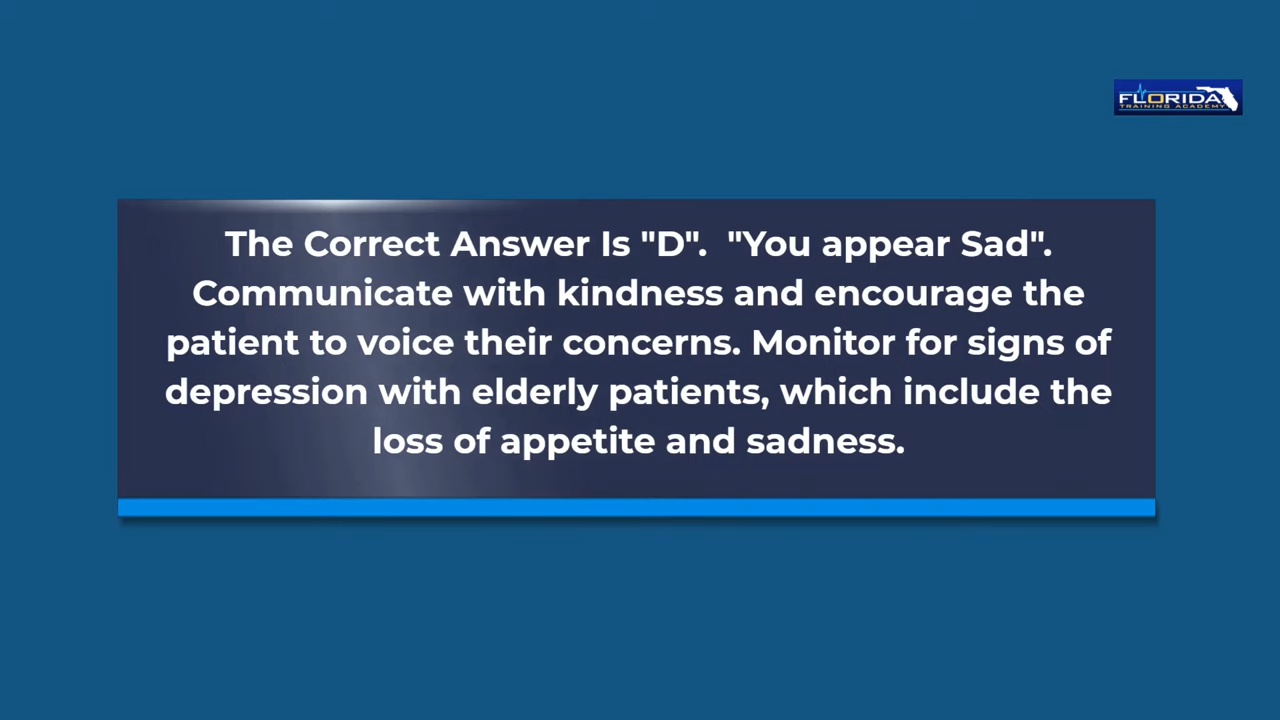 FLORIDA
TRAINING ACADEMY
The Correct Answer Is "D".  "You appear Sad".
Communicate with kindness and encourage the
patient to voice their concerns. Monitor for signs of
depression with elderly patients, which include the
loss of appetite and sadness.